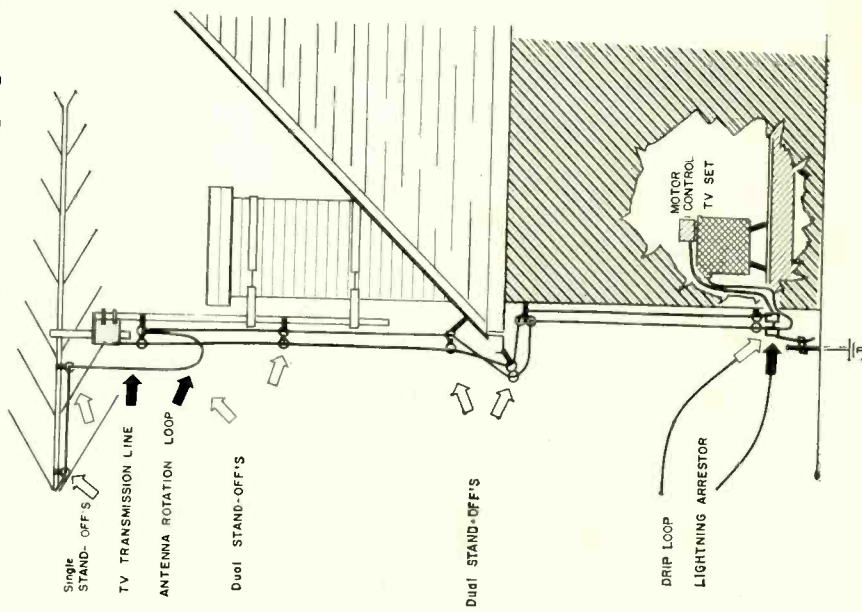 Single
STAND-OFF'S
TV TRANSMISSION LINE
ANTENNA ROTATION LOOP
Dual STAND-OFF'S
Dual STAND-OFF'S
DRIP LOOP
LIGHTNING ARRESTOR
MOTOR
CONTROL
TV SET